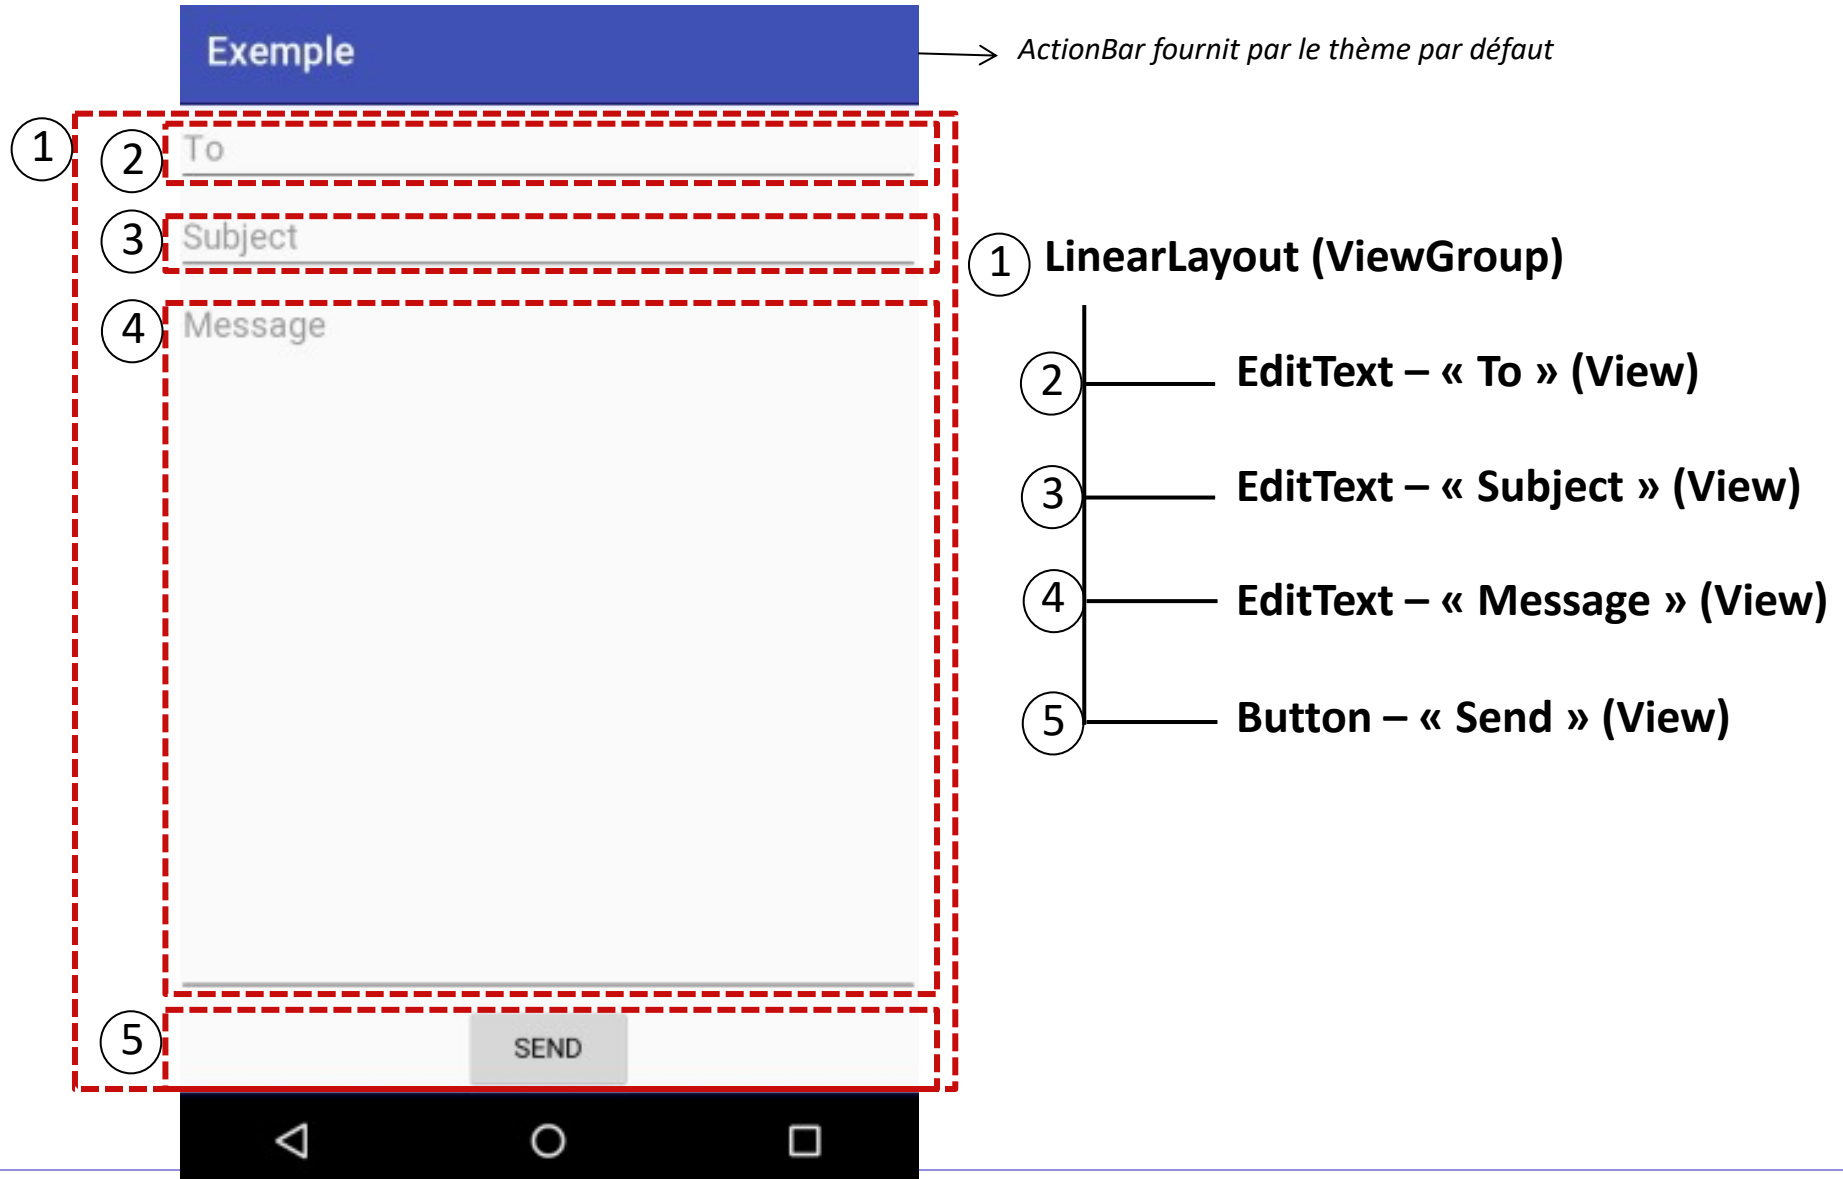 Exemple
ActionBar fournit par le thème par défaut
1
2
To
3
Subject
4
Message
5
SEND
1 LinearLayout (ViewGroup)
2 EditText – « To » (View)
3 EditText – « Subject » (View)
4 EditText – « Message » (View)
5 Button – « Send » (View)